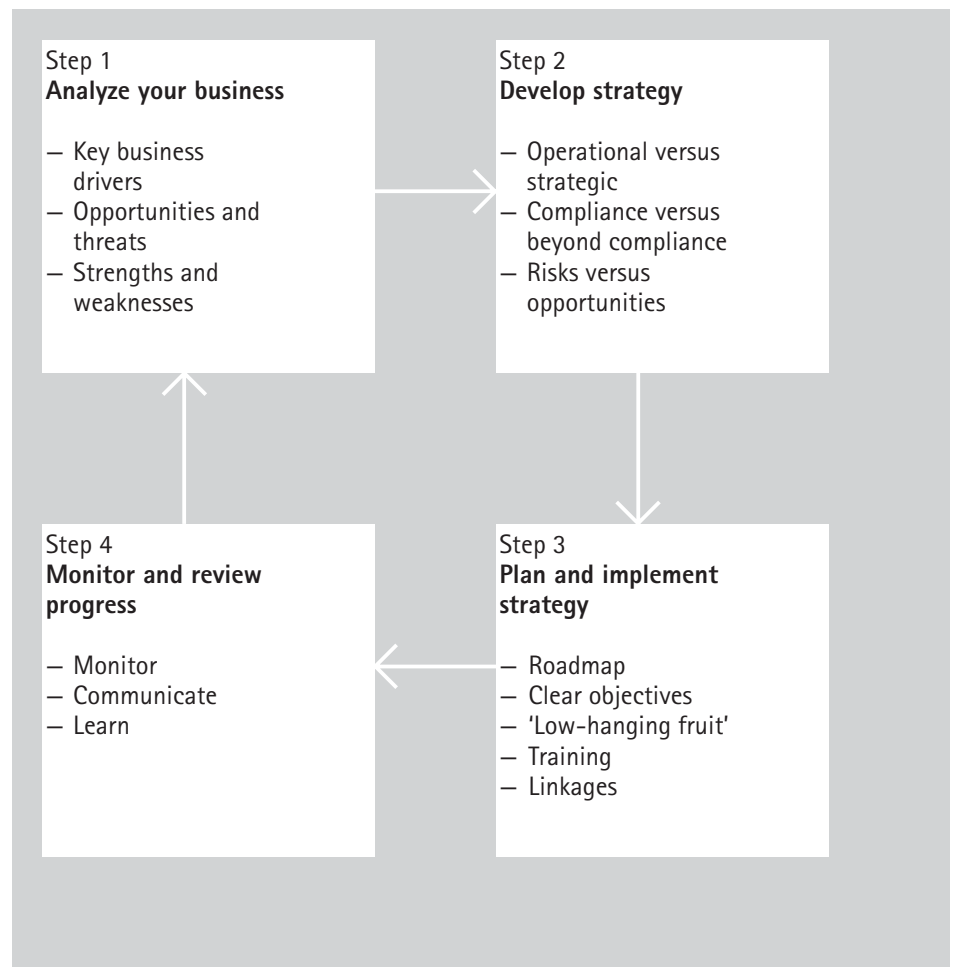 Step 1
Analyze your business
— Key business
drivers
— Opportunities and
threats
— Strengths and
weaknesses
Step 2
Develop strategy
— Operational versus
strategic
— Compliance versus
beyond compliance
— Risks versus
opportunities
Step 3
Plan and implement
strategy
— Roadmap
— Clear objectives
— ‘Low-hanging fruit’
— Training
— Linkages
Step 4
Monitor and review
progress
— Monitor
— Communicate
— Learn